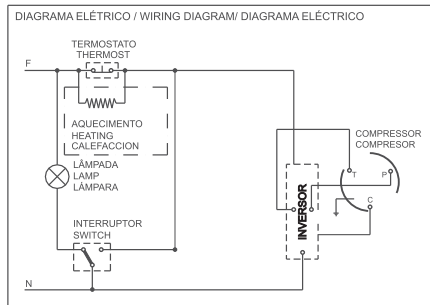 DIAGRAMA ELÉTRICO / WIRING DIAGRAM/ DIAGRAMA ELÉCTRICO
TERMOSTATO
THERMOST
F
AQUECIMENTO
HEATING
CALEFACCION
COMPRESSOR
COMPRESOR
LÂMPADA
LAMP
LÁMPARA
T
P
C
INVERSOR
INTERRUPTOR
SWITCH
N